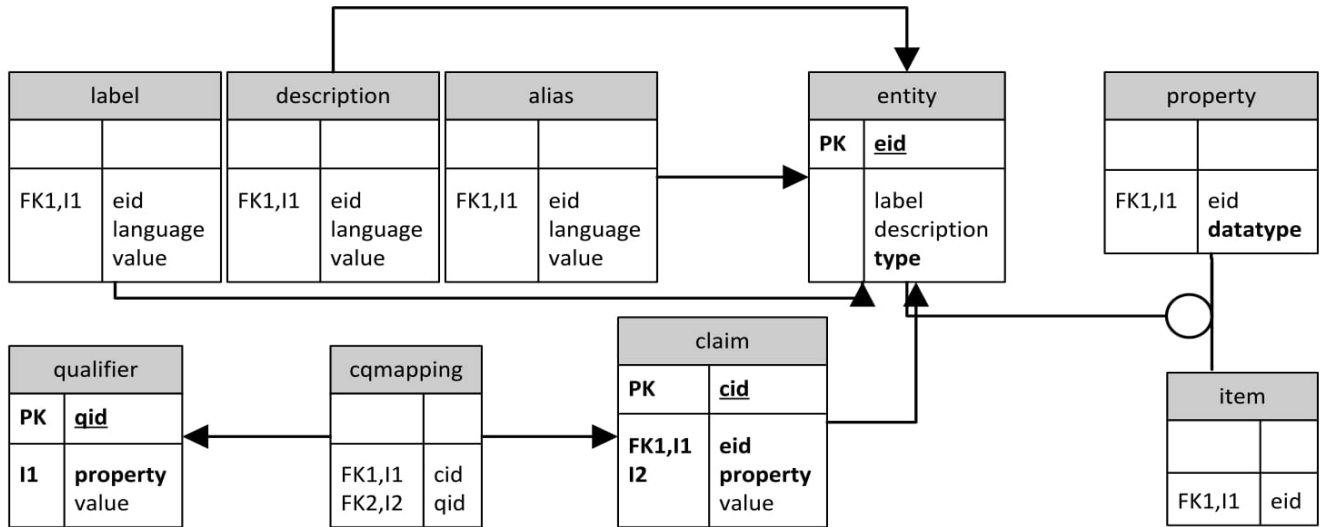 label
FK1,I1 eid
language
value
description
FK1,I1 eid
language
value
alias
FK1,I1 eid
language
value
entity
PK eid
label
description
type
property
FK1,I1 eid
datatype
qualifier
PK qid
I1 property
value
cqmapping
FK1,I1 cid
FK2,I2 qid
claim
PK cid
FK1,I1 eid
I2 property
value
item
FK1,I1 eid